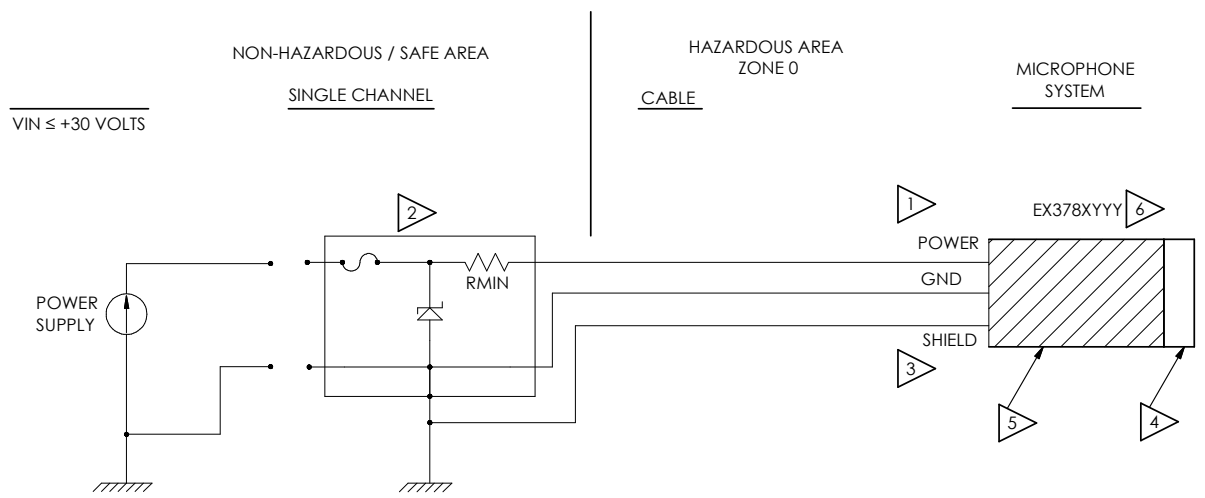 NON-HAZARDOUS / SAFE AREA
SINGLE CHANNEL
HAZARDOUS AREA
ZONE 0
CABLE
MICROPHONE
SYSTEM
VIN ≤ +30 VOLTS
2
1
EX378XYYY
6
POWER
RMIN
GND
POWER
SUPPLY
SHIELD
3
5
4